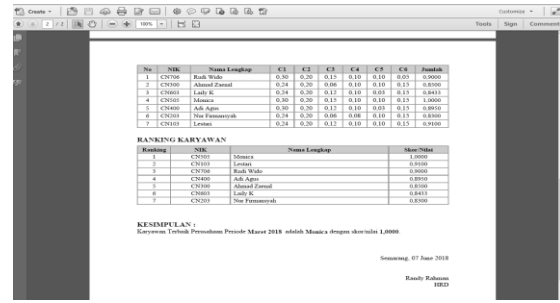 Create
Customize
2 / 2
100%
Tools Sign Comment
No NIK Nama Lengkap C1 C2 C3 C4 C5 C6 Jumlah
1 CN706 Rudi Wido 0,30 0,20 0,15 0,10 0,10 0,05 0,9000
2 CN300 Ahmad Zaenal 0,24 0,20 0,06 0,10 0,10 0,15 0,8500
3 CN603 Laily K 0,24 0,20 0,12 0,10 0,03 0,15 0,8433
4 CN505 Monica 0,30 0,20 0,15 0,10 0,10 0,15 1,0000
5 CN400 Adi Agus 0,30 0,20 0,12 0,10 0,03 0,15 0,8950
6 CN203 Nur Firmansyah 0,24 0,20 0,06 0,08 0,10 0,15 0,8300
7 CN103 Lestari 0,24 0,20 0,12 0,10 0,10 0,15 0,9100
RANKING KARYAWAN
Ranking NIK Nama Lengkap Skor/Nilai
1 CN505 Monica 1,0000
2 CN103 Lestari 0,9100
3 CN706 Rudi Wido 0,9000
4 CN400 Adi Agus 0,8950
5 CN300 Ahmad Zaenal 0,8500
6 CN603 Laily K 0,8433
7 CN203 Nur Firmansyah 0,8300
KESIMPULAN :
Karyawan Terbaik Perusahaan Periode Maret 2018 adalah Monica dengan skor/nilai 1,0000.
Semarang, 07 June 2018
Randy Rahman
HRD